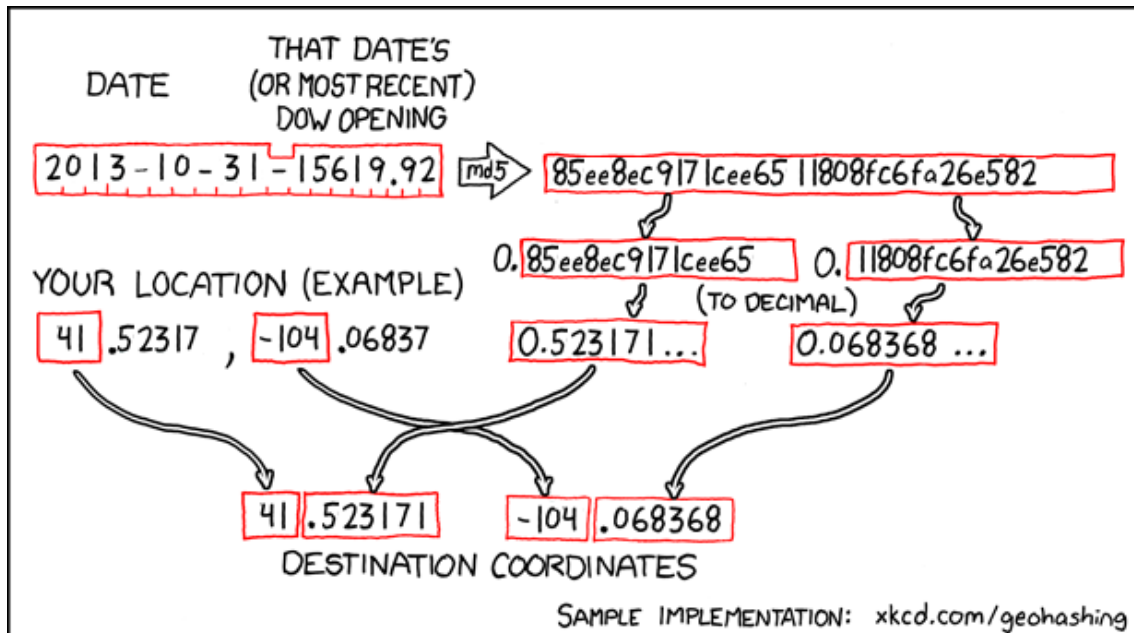 DATE
THAT DATE'S
(OR MOST RECENT)
DOW OPENING
2013-10-31-15619.92
md5
85ee8ec9171cee65 11808fc6fa26e582
0.85ee8ec9171cee65
0.11808fc6fa26e582
YOUR LOCATION (EXAMPLE)
(TO DECIMAL)
41.52317, -104.06837
0.523171...
0.068368 ...
41.523171
-104.068368
DESTINATION COORDINATES
SAMPLE IMPLEMENTATION: xkcd.com/geohashing